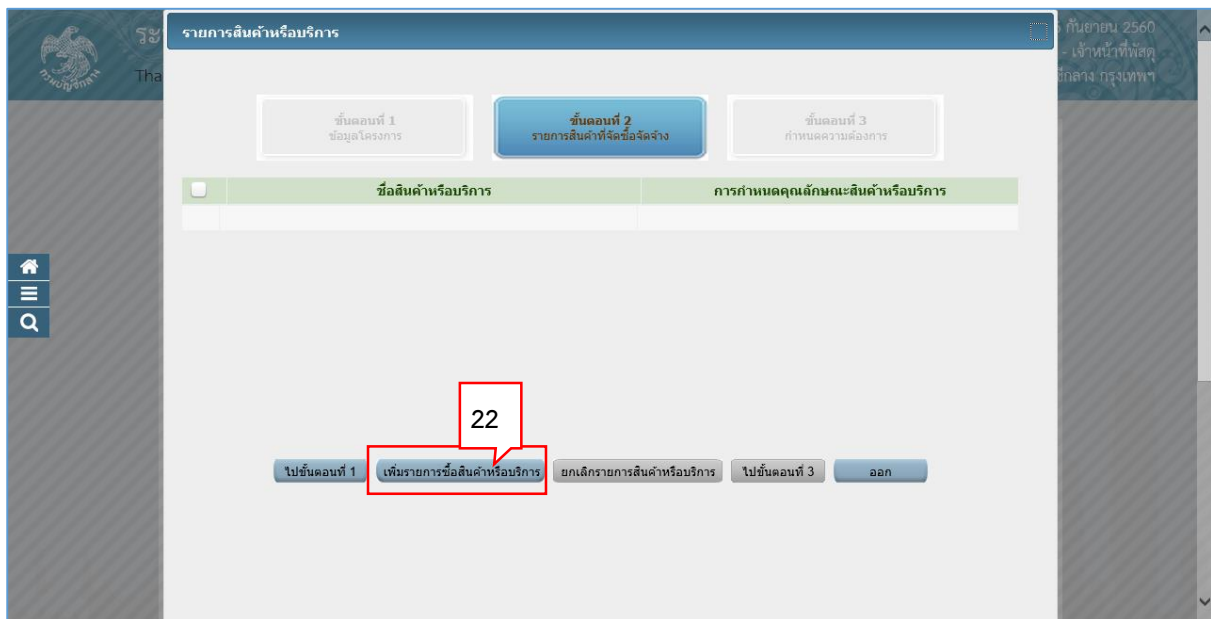 ระ
Tha
กันยายน 2560
- เจ้าหน้าที่พัสดุ
กรุงเทพฯ
กรมบัญชีกลาง
รายการสินค้าหรือบริการ
ขั้นตอนที่ 1
ข้อมูลโครงการ
ขั้นตอนที่ 2
รายการสินค้าที่จัดซื้อจัดจ้าง
ขั้นตอนที่ 3
กำหนดความต้องการ
ชื่อสินค้าหรือบริการ
การกำหนดคุณลักษณะสินค้าหรือบริการ
22
ไปขั้นตอนที่ 1
เพิ่มรายการซื้อสินค้าหรือบริการ
ยกเลิกรายการสินค้าหรือบริการ
ไปขั้นตอนที่ 3
ออก